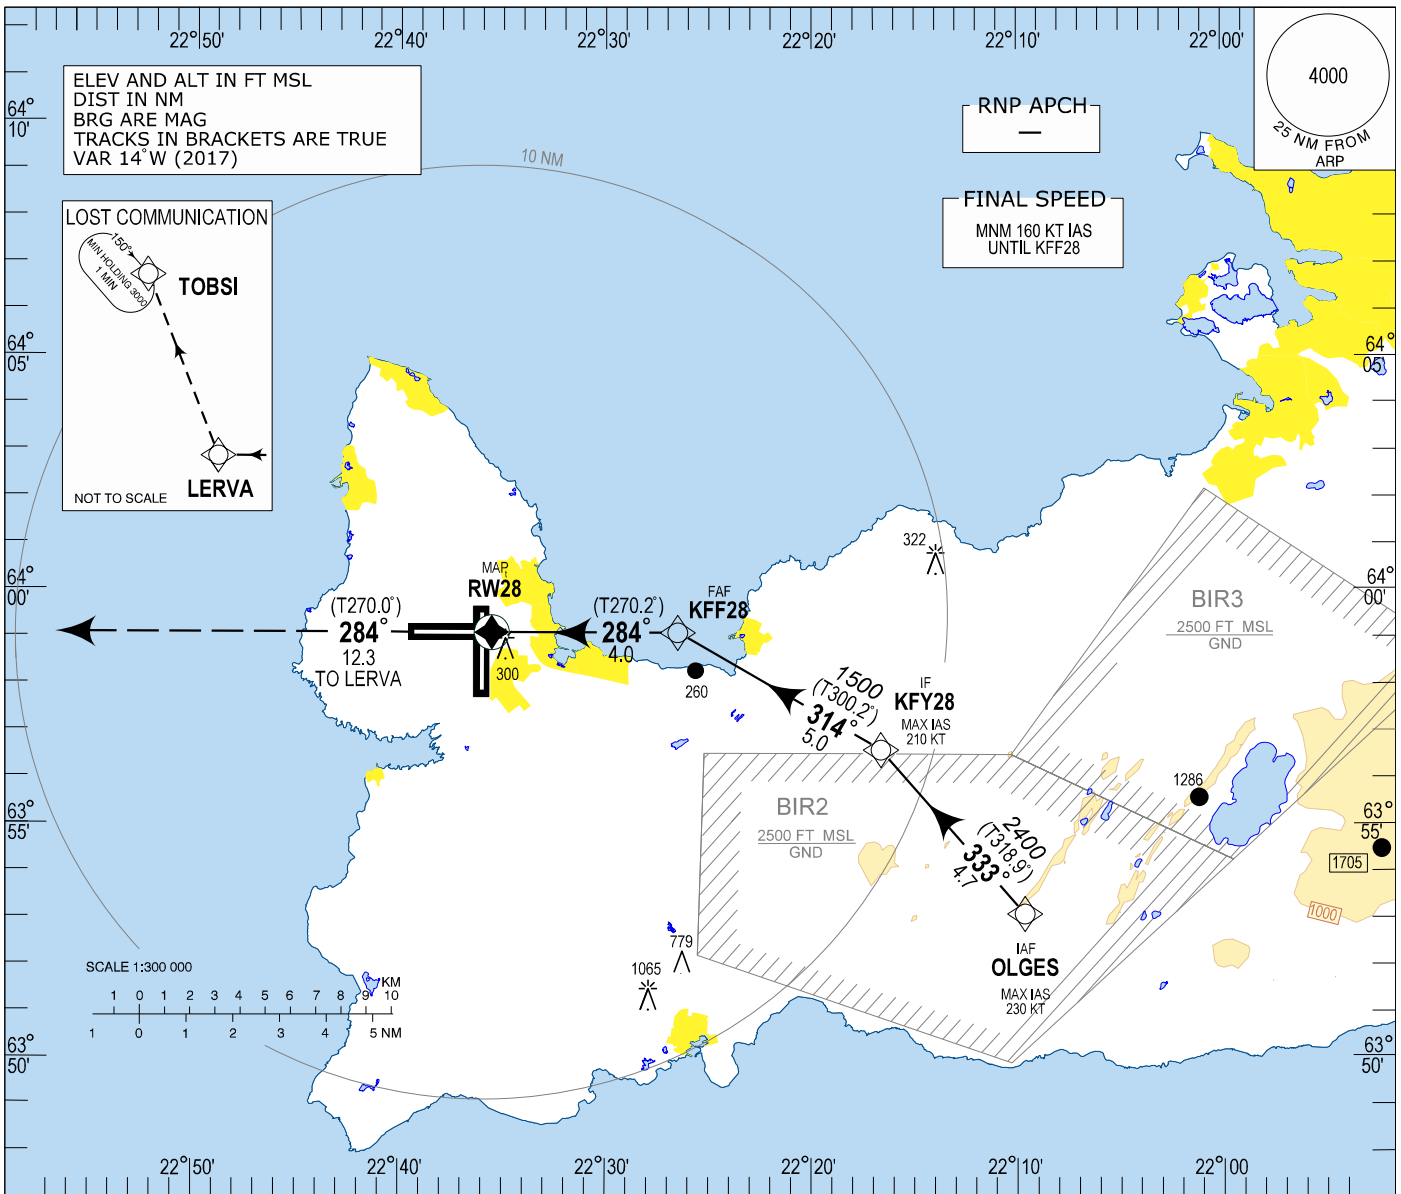 22°50'
22°40'
22°30'
22°20'
22°10'
22°00'
ELEV AND ALT IN FT MSL
DIST IN NM
BRG ARE MAG
TRACKS IN BRACKETS ARE TRUE
VAR 14°W (2017)
RNP APCH
—
4000
25 NM FROM
ARP
FINAL SPEED
MNM 160 KT IAS
UNTIL KFF28
10 NM
64°
10'
LOST COMMUNICATION
150°
MIN HOLDING 3000
1 MIN
TOBSI
LERVA
NOT TO SCALE
64°
05'
64°
05'
322
MAPt
RW28
FAF
KFF28
64°
00'
64°
00'
BIR3
2500 FT MSL
GND
(T270.0°)
284°
12.3
TO LERVA
(T270.2°)
284°
4.0
300
260
1500
(T300.2°)
314°
5.0
IF
KFY28
MAX IAS
210 KT
1286
BIR2
2500 FT MSL
GND
63°
55'
63°
55'
2400
(T318.9°)
333°
4.7
1705
1000
IAF
OLGES
MAX IAS
230 KT
779
1065
SCALE 1:300 000
KM
1 0 1 2 3 4 5 6 7 8 9 10
1 0 1 2 3 4 5 NM
63°
50'
63°
50'
22°50'
22°40'
22°30'
22°20'
22°10'
22°00'